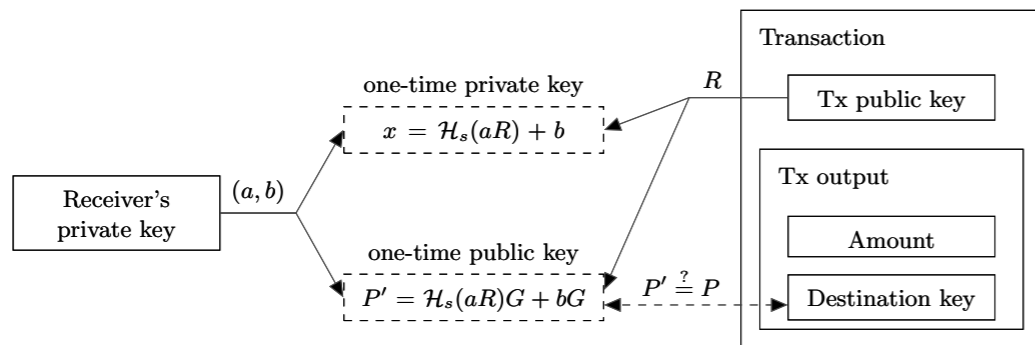 Transaction
one-time private key
R
Tx public key
x = ℋₛ(aR) + b
Tx output
Receiver's
private key
(a, b)
Amount
one-time public key
P′ = ℋₛ(aR)G + bG
P′ ≟ P
Destination key